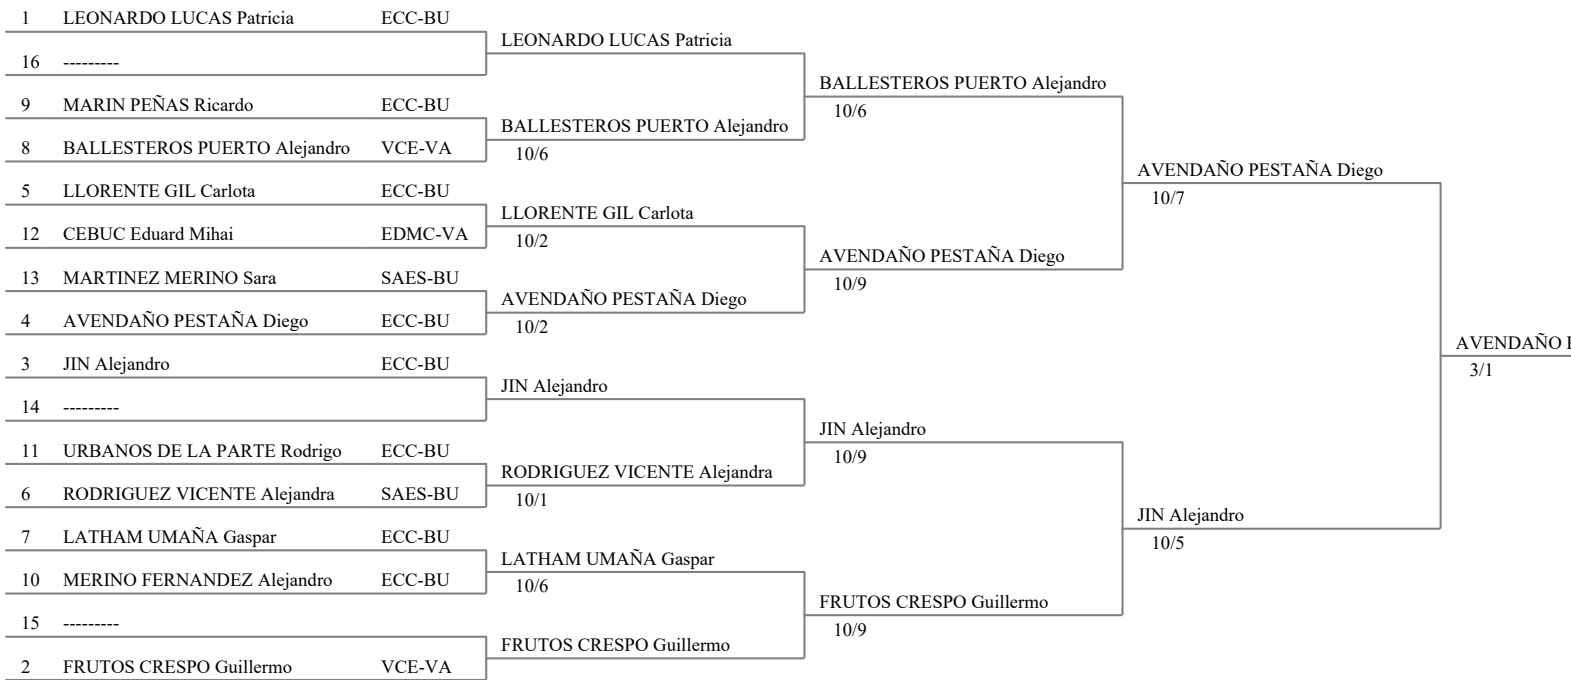 1 LEONARDO LUCAS Patricia ECC-BU
LEONARDO LUCAS Patricia
16 ---------
BALLESTEROS PUERTO Alejandro
9 MARIN PEÑAS Ricardo ECC-BU
10/6
BALLESTEROS PUERTO Alejandro
8 BALLESTEROS PUERTO Alejandro VCE-VA
10/6
AVENDAÑO PESTAÑA Diego
5 LLORENTE GIL Carlota ECC-BU
10/7
LLORENTE GIL Carlota
12 CEBUC Eduard Mihai EDMC-VA
10/2
AVENDAÑO PESTAÑA Diego
13 MARTINEZ MERINO Sara SAES-BU
10/9
AVENDAÑO PESTAÑA Diego
4 AVENDAÑO PESTAÑA Diego ECC-BU
10/2
AVENDAÑO
3 JIN Alejandro ECC-BU
3/1
JIN Alejandro
14 ---------
JIN Alejandro
11 URBANOS DE LA PARTE Rodrigo ECC-BU
10/9
RODRIGUEZ VICENTE Alejandra
6 RODRIGUEZ VICENTE Alejandra SAES-BU
10/1
JIN Alejandro
7 LATHAM UMAÑA Gaspar ECC-BU
10/5
LATHAM UMAÑA Gaspar
10 MERINO FERNANDEZ Alejandro ECC-BU
10/6
FRUTOS CRESPO Guillermo
15 ---------
10/9
FRUTOS CRESPO Guillermo
2 FRUTOS CRESPO Guillermo VCE-VA